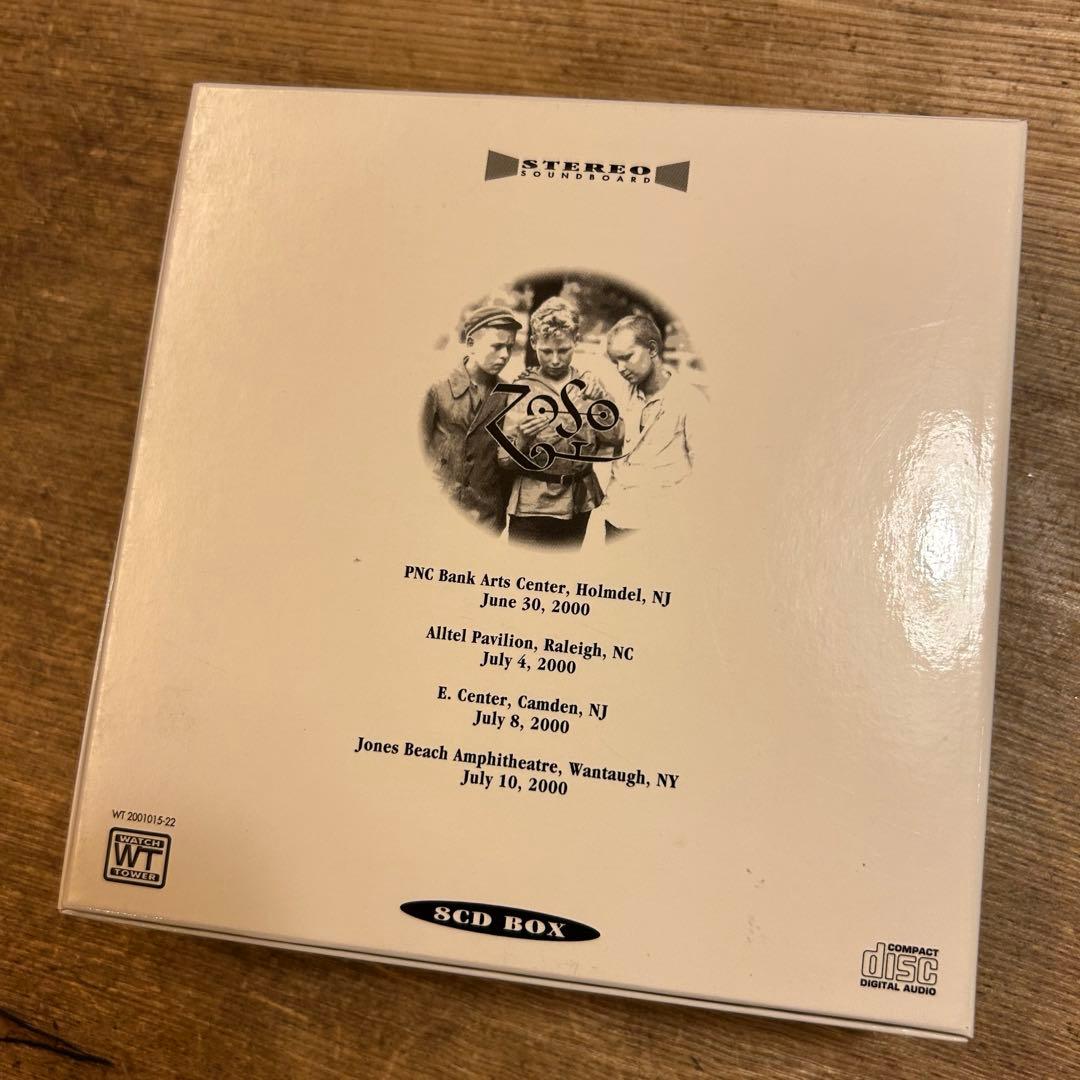 STEREO
SOUNDBOARD
ZoSo
PNC Bank Arts Center, Holmdel, NJ
June 30, 2000
Alltel Pavilion, Raleigh, NC
July 4, 2000
E. Center, Camden, NJ
July 8, 2000
Jones Beach Amphitheatre, Wantaugh, NY
July 10, 2000
WT 2001015-22
WATCH
WT
TOWER
8CD BOX
COMPACT
disc
DIGITAL AUDIO